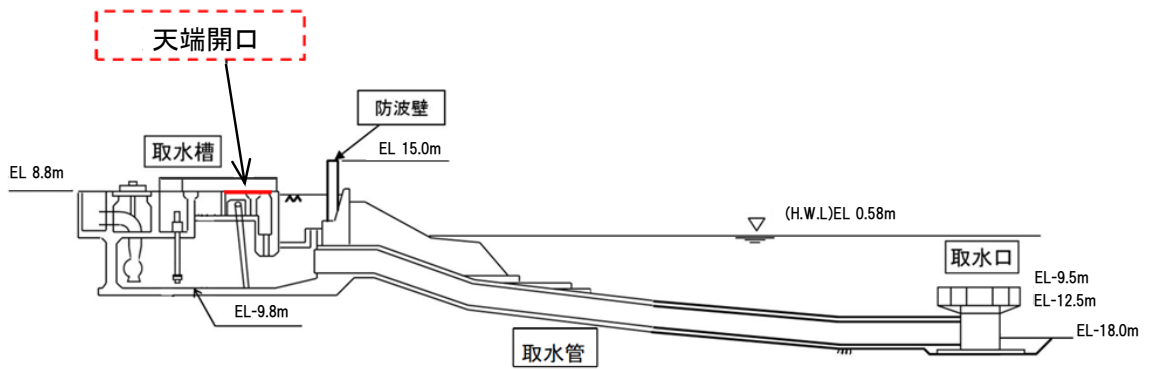 天端開口
防波壁
取水槽
EL 15.0m
EL 8.8m
(H.W.L)EL 0.58m
取水口
EL-9.5m
EL-12.5m
EL-9.8m
EL-18.0m
取水管